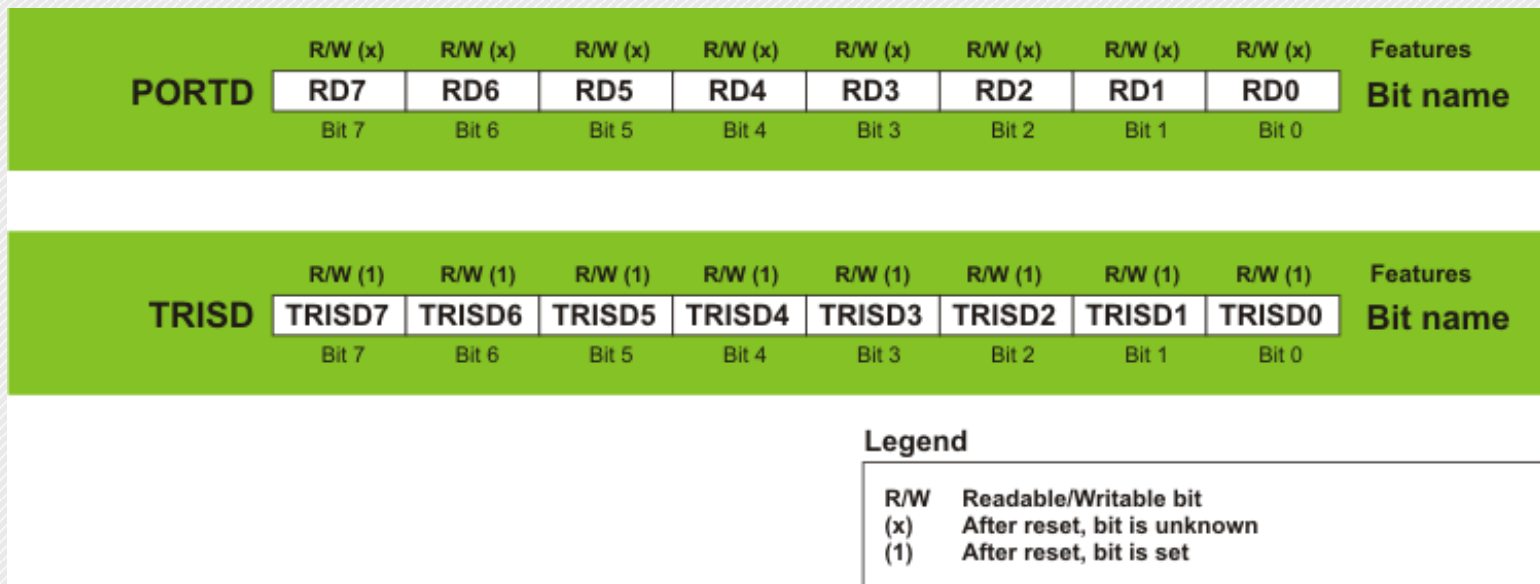 R/W (x) R/W (x) R/W (x) R/W (x) R/W (x) R/W (x) R/W (x) R/W (x) Features
PORTD RD7 RD6 RD5 RD4 RD3 RD2 RD1 RD0 Bit name
Bit 7 Bit 6 Bit 5 Bit 4 Bit 3 Bit 2 Bit 1 Bit 0
R/W (1) R/W (1) R/W (1) R/W (1) R/W (1) R/W (1) R/W (1) R/W (1) Features
TRISD TRISD7 TRISD6 TRISD5 TRISD4 TRISD3 TRISD2 TRISD1 TRISD0 Bit name
Bit 7 Bit 6 Bit 5 Bit 4 Bit 3 Bit 2 Bit 1 Bit 0
Legend
R/W Readable/Writable bit
(x) After reset, bit is unknown
(1) After reset, bit is set